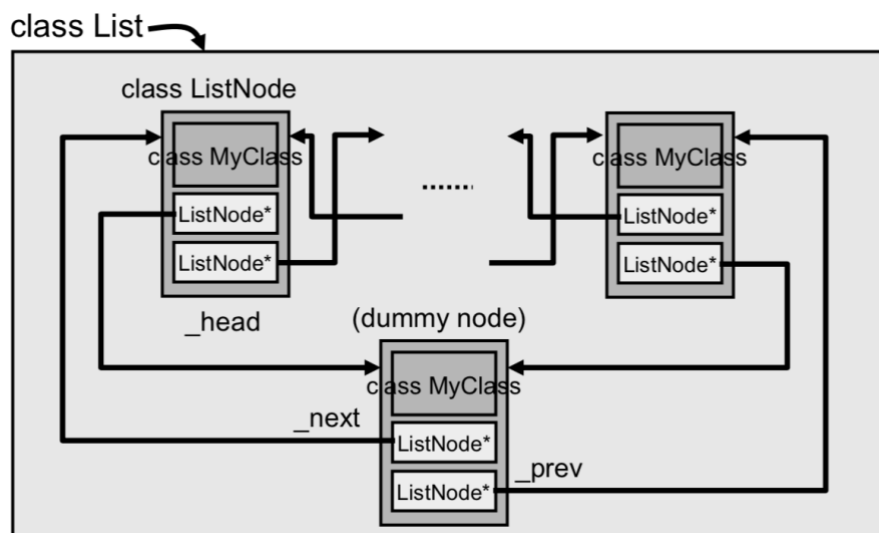 class List
class ListNode
class MyClass
ListNode*
ListNode*
_head
......
class MyClass
ListNode*
ListNode*
(dummy node)
class MyClass
_next
ListNode*
ListNode*
_prev